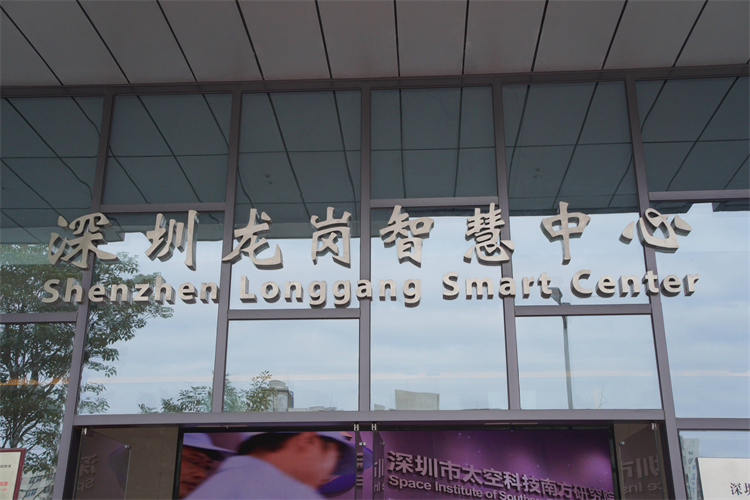 深圳龙岗智慧中心
Shenzhen Longgang Smart Center
深圳市太空科技南方研究
Space Institute of South